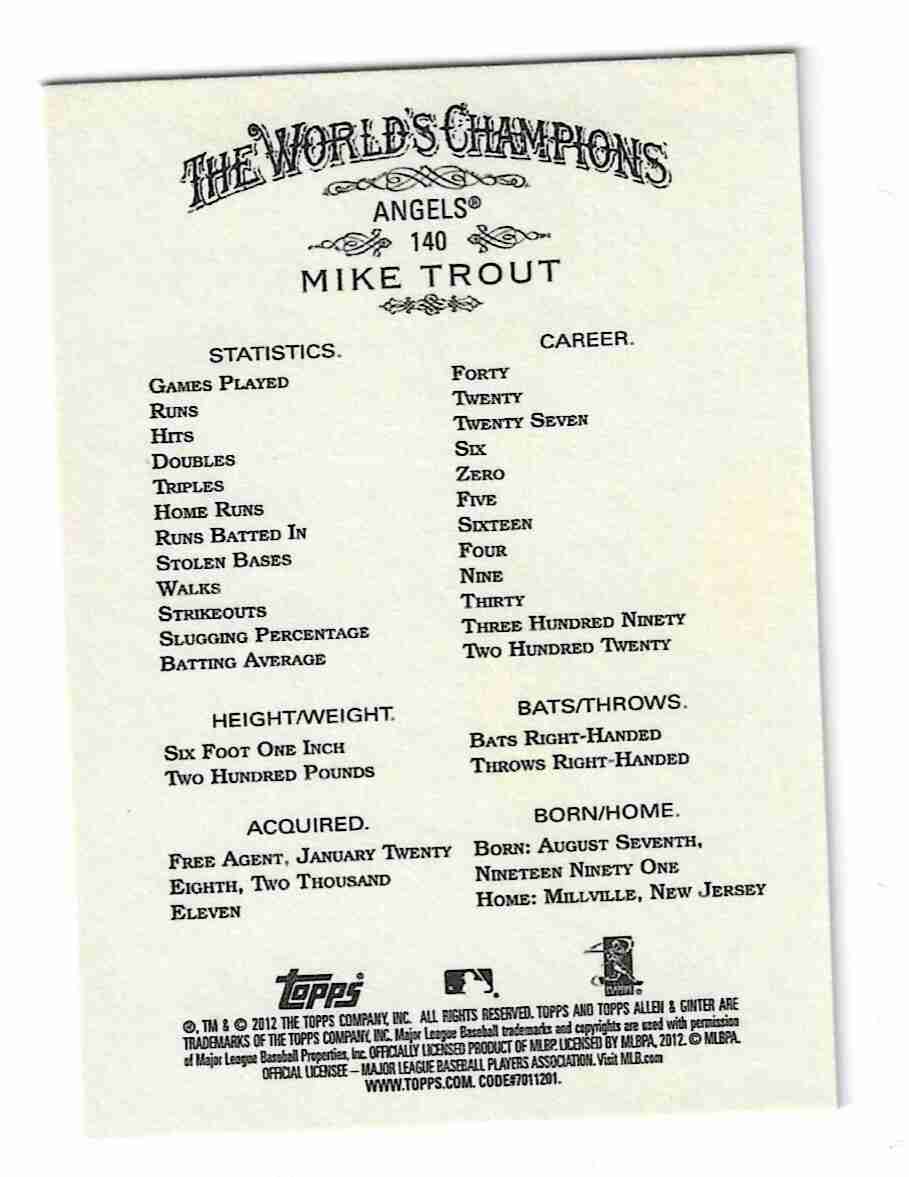 THE WORLD'S CHAMPIONS
ANGELS®
140
MIKE TROUT
STATISTICS. CAREER.
GAMES PLAYED FORTY
RUNS TWENTY
HITS TWENTY SEVEN
DOUBLES SIX
TRIPLES ZERO
HOME RUNS FIVE
RUNS BATTED IN SIXTEEN
STOLEN BASES FOUR
WALKS NINE
STRIKEOUTS THIRTY
SLUGGING PERCENTAGE THREE HUNDRED NINETY
BATTING AVERAGE TWO HUNDRED TWENTY
HEIGHT/WEIGHT.
SIX FOOT ONE INCH
TWO HUNDRED POUNDS
BATS/THROWS.
BATS RIGHT-HANDED
THROWS RIGHT-HANDED
ACQUIRED.
FREE AGENT, JANUARY TWENTY
EIGHTH, TWO THOUSAND
ELEVEN
BORN/HOME.
BORN: AUGUST SEVENTH,
NINETEEN NINETY ONE
HOME: MILLVILLE, NEW JERSEY
topps
®, TM & © 2012 THE TOPPS COMPANY, INC. ALL RIGHTS RESERVED. TOPPS AND TOPPS ALLEN & GINTER ARE
TRADEMARKS OF THE TOPPS COMPANY, INC. Major League Baseball trademarks and copyrights are used with permission
of Major League Baseball Properties, Inc. OFFICIALLY LICENSED PRODUCT OF MLBP. LICENSED BY MLBPA, 2012. © MLBPA.
OFFICIAL LICENSEE – MAJOR LEAGUE BASEBALL PLAYERS ASSOCIATION. Visit MLB.com
WWW.TOPPS.COM. CODE#7011201.